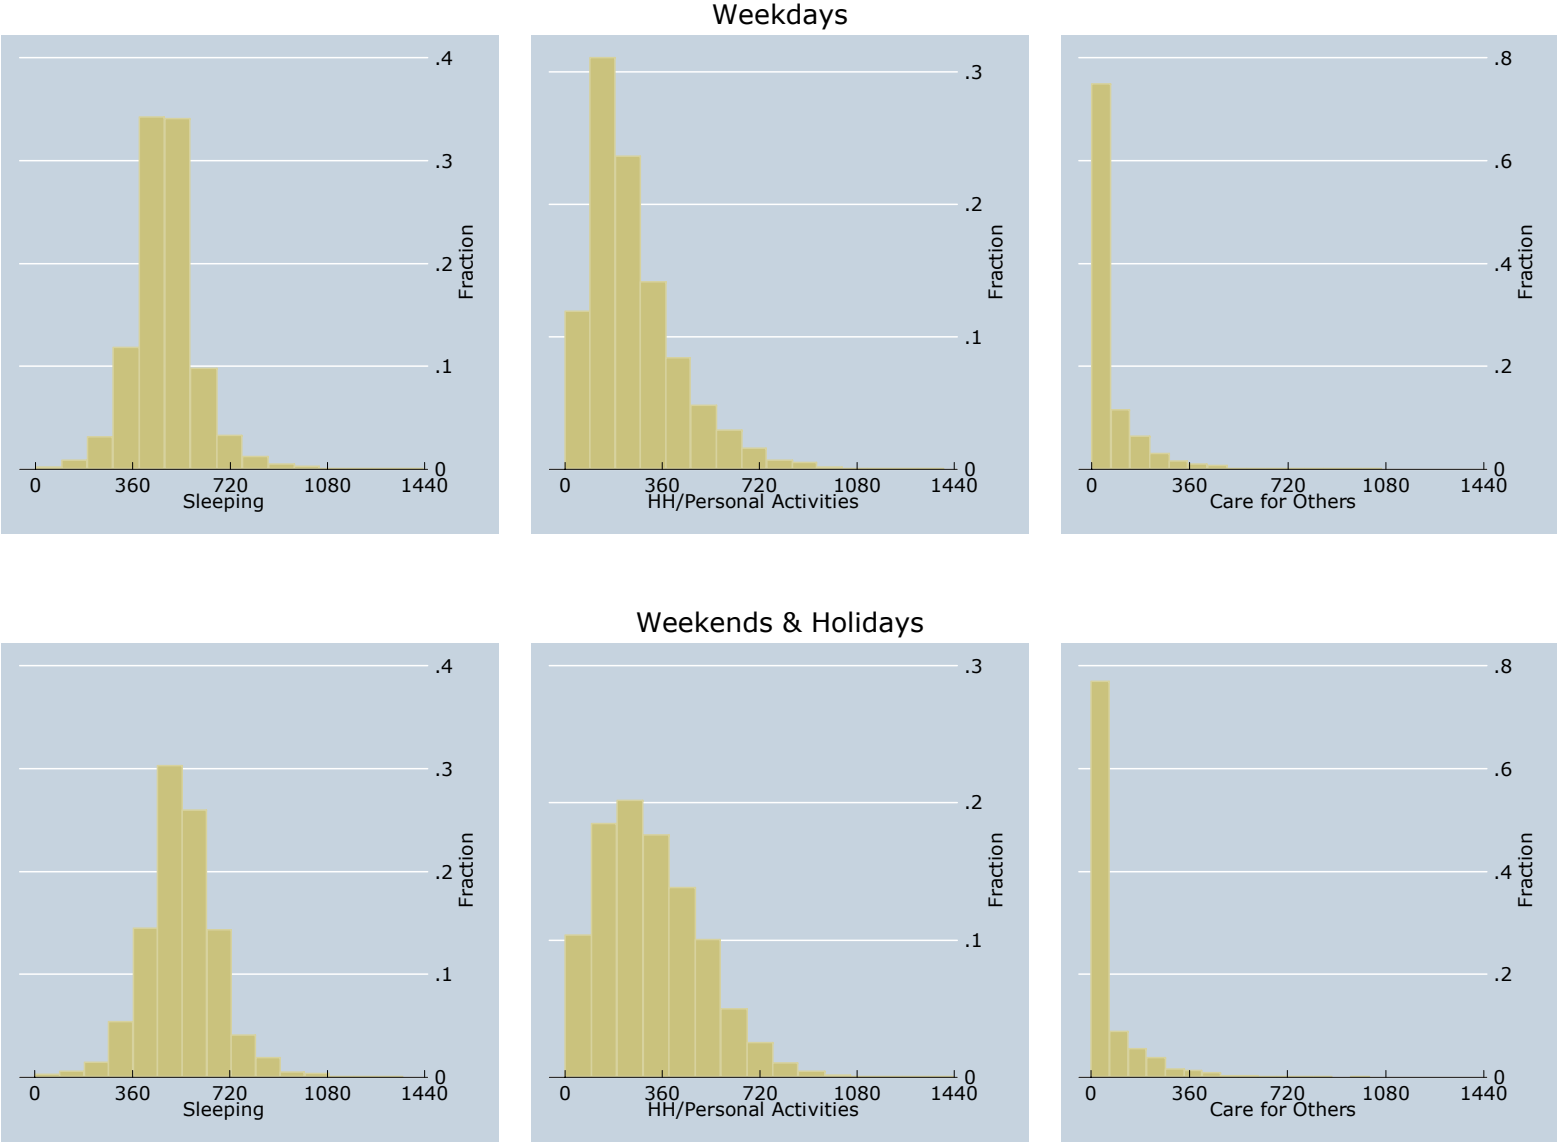 Weekdays
.4
.3
.2
.1
0
Fraction
0 360 720 1080 1440
Sleeping
.3
.2
.1
0
Fraction
0 360 720 1080 1440
HH/Personal Activities
.8
.6
.4
.2
0
Fraction
0 360 720 1080 1440
Care for Others
Weekends & Holidays
.4
.3
.2
.1
0
Fraction
0 360 720 1080 1440
Sleeping
.3
.2
.1
0
Fraction
0 360 720 1080 1440
HH/Personal Activities
.8
.6
.4
.2
0
Fraction
0 360 720 1080 1440
Care for Others